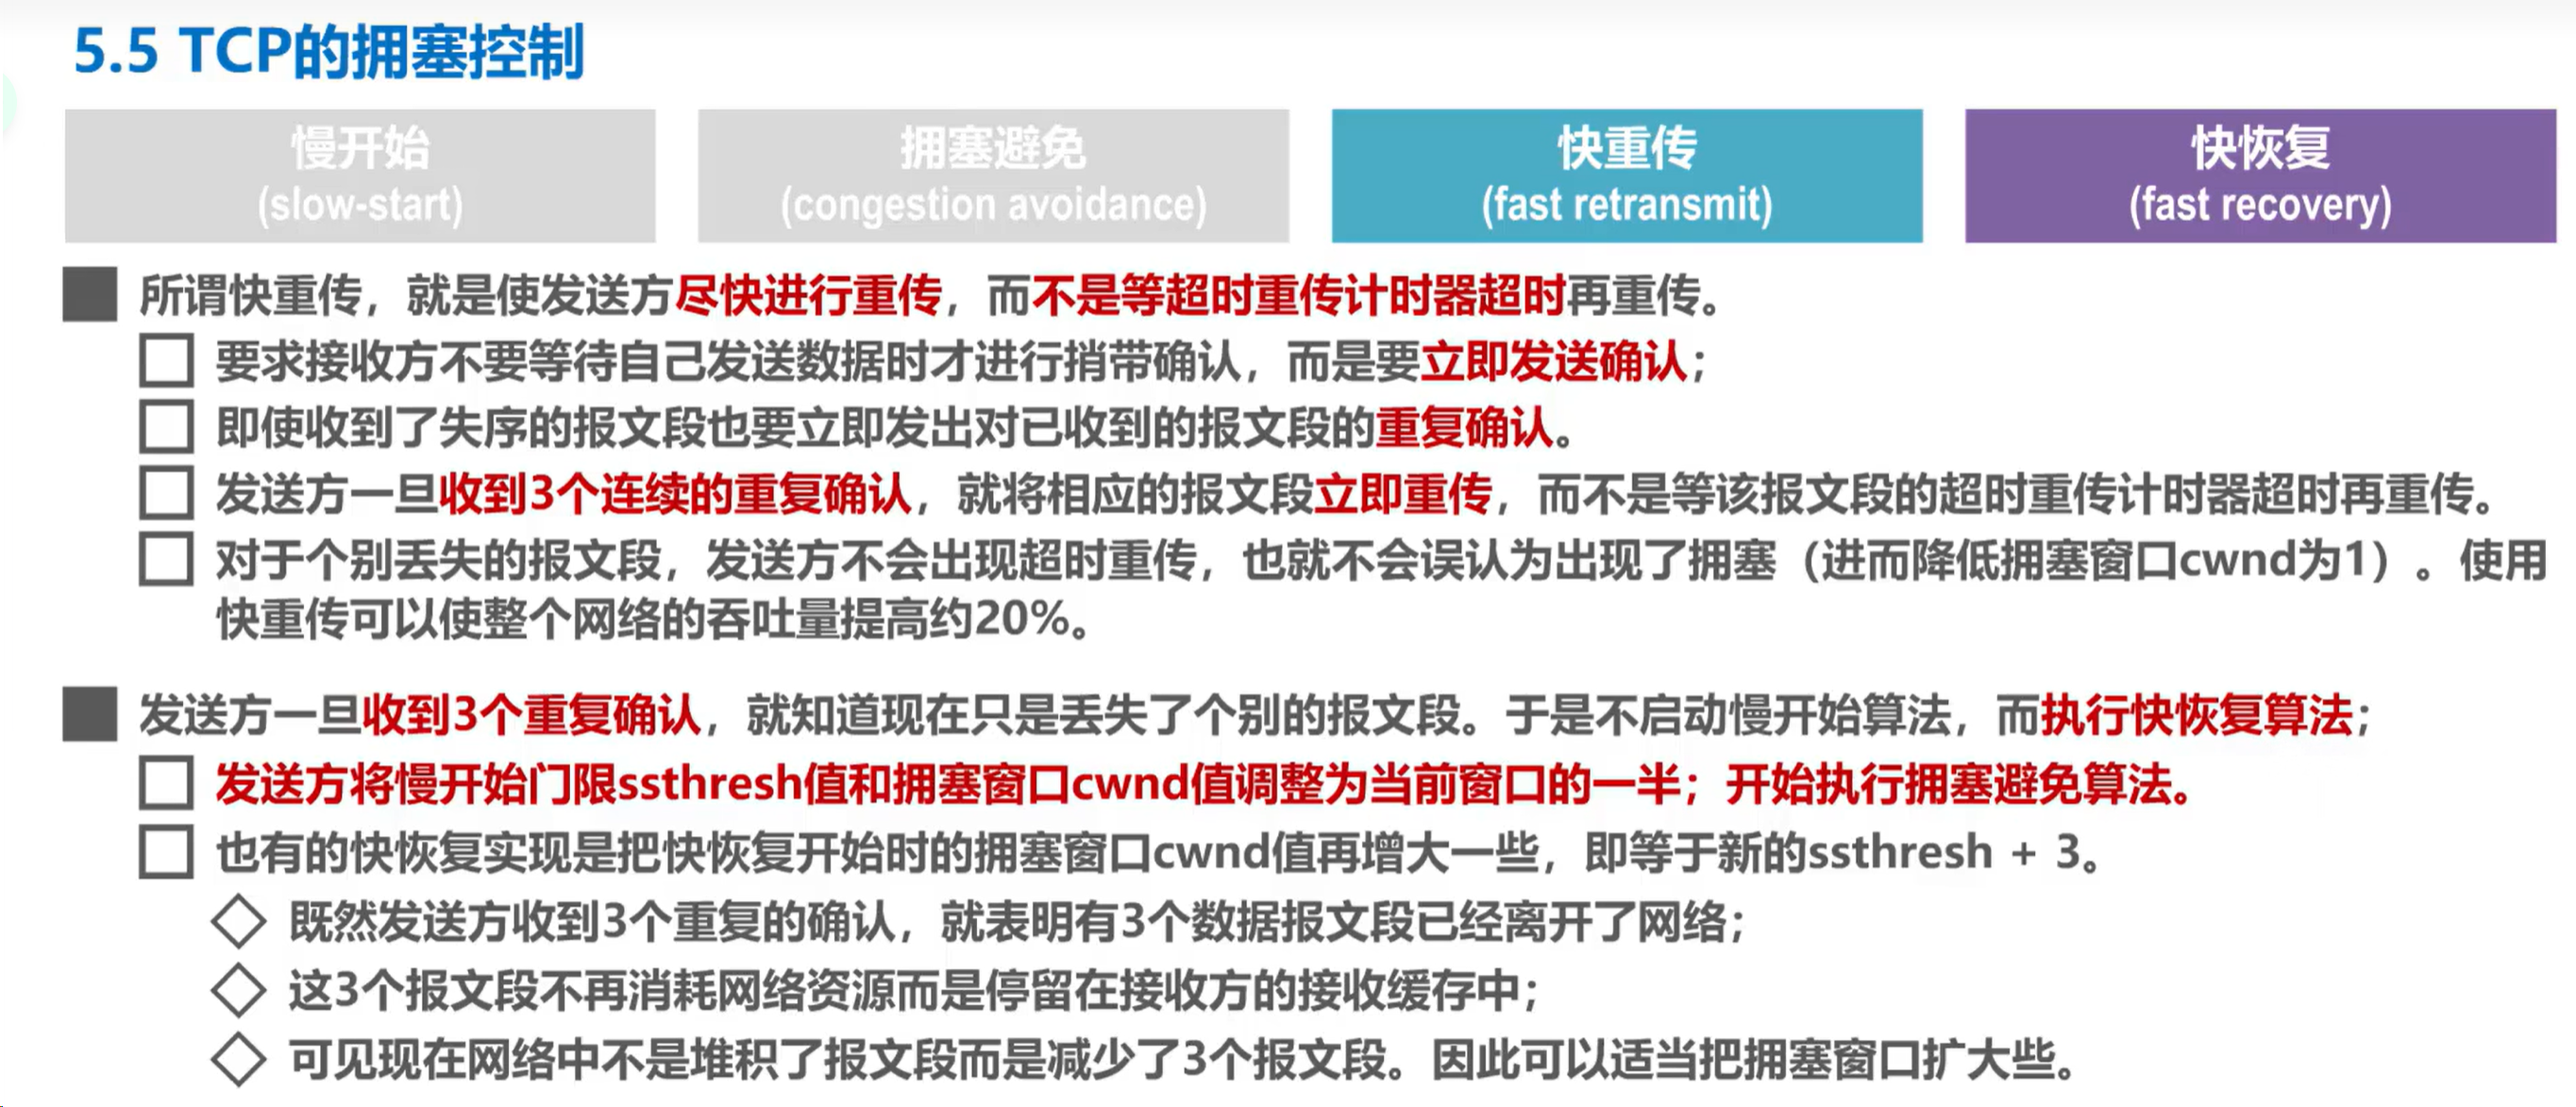 5.5 TCP的拥塞控制
慢开始
(slow-start)
拥塞避免
(congestion avoidance)
快重传
(fast retransmit)
快恢复
(fast recovery)
所谓快重传，就是使发送方尽快进行重传，而不是等超时重传计时器超时再重传。
要求接收方不要等待自己发送数据时才进行捎带确认，而是要立即发送确认；
即使收到了失序的报文段也要立即发出对已收到的报文段的重复确认。
发送方一旦收到3个连续的重复确认，就将相应的报文段立即重传，而不是等该报文段的超时重传计时器超时再重传。
对于个别丢失的报文段，发送方不会出现超时重传，也就不会误认为出现了拥塞（进而降低拥塞窗口cwnd为1）。使用
快重传可以使整个网络的吞吐量提高约20%。
发送方一旦收到3个重复确认，就知道现在只是丢失了个别的报文段。于是不启动慢开始算法，而执行快恢复算法；
发送方将慢开始门限ssthresh值和拥塞窗口cwnd值调整为当前窗口的一半；开始执行拥塞避免算法。
也有的快恢复实现是把快恢复开始时的拥塞窗口cwnd值再增大一些，即等于新的ssthresh + 3。
既然发送方收到3个重复的确认，就表明有3个数据报文段已经离开了网络；
这3个报文段不再消耗网络资源而是停留在接收方的接收缓存中；
可见现在网络中不是堆积了报文段而是减少了3个报文段。因此可以适当把拥塞窗口扩大些。